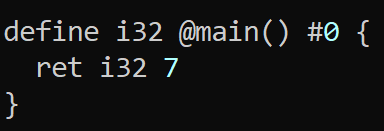 define i32 @main() #0 {
  ret i32 7
}